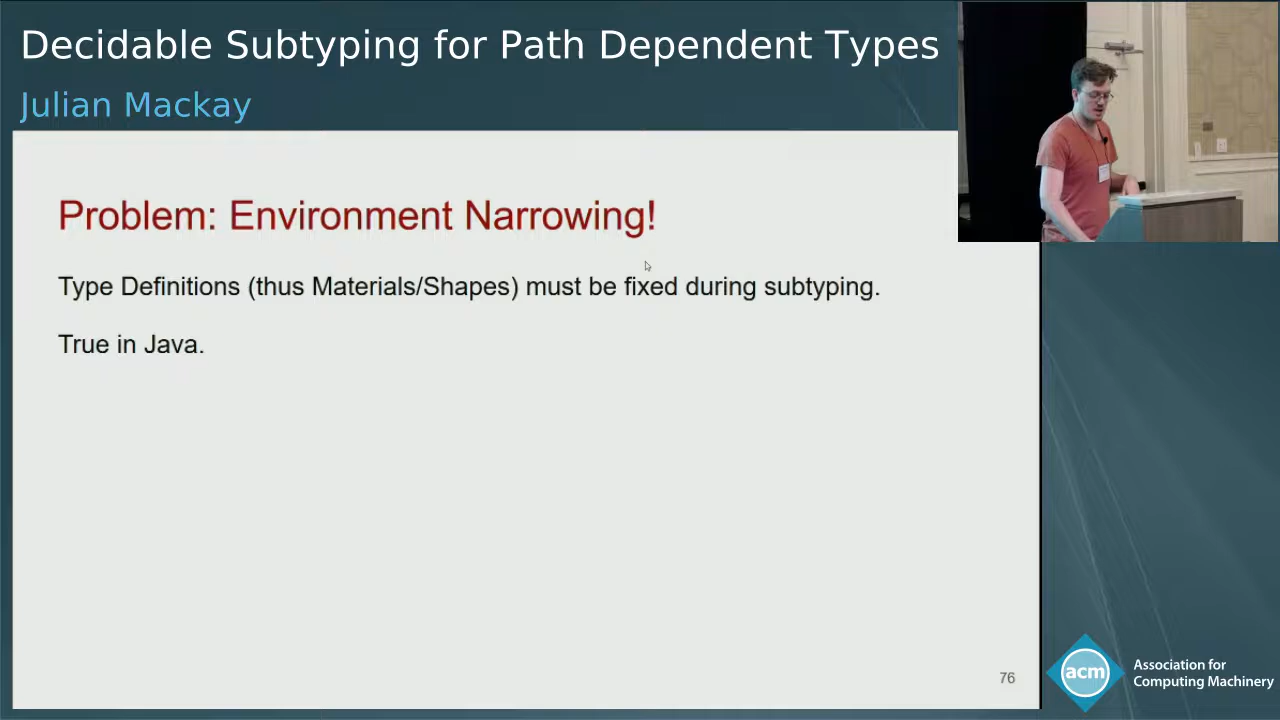 Decidable Subtyping for Path Dependent Types
Julian Mackay
Problem: Environment Narrowing!
Type Definitions (thus Materials/Shapes) must be fixed during subtyping.
True in Java.
76
acm
Association for
Computing Machinery